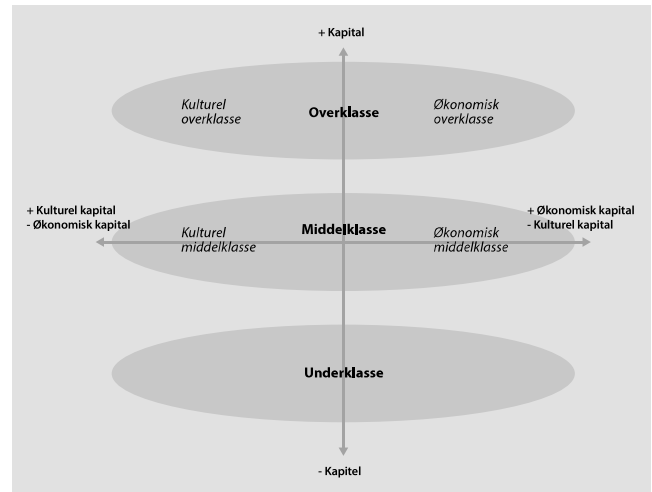 + Kapital
Kulturel
overklasse
Overklasse
Økonomisk
overklasse
+ Kulturel kapital
- Økonomisk kapital
Kulturel
middelklasse
Middelklasse
Økonomisk
middelklasse
+ Økonomisk kapital
- Kulturel kapital
Underklasse
- Kapitel